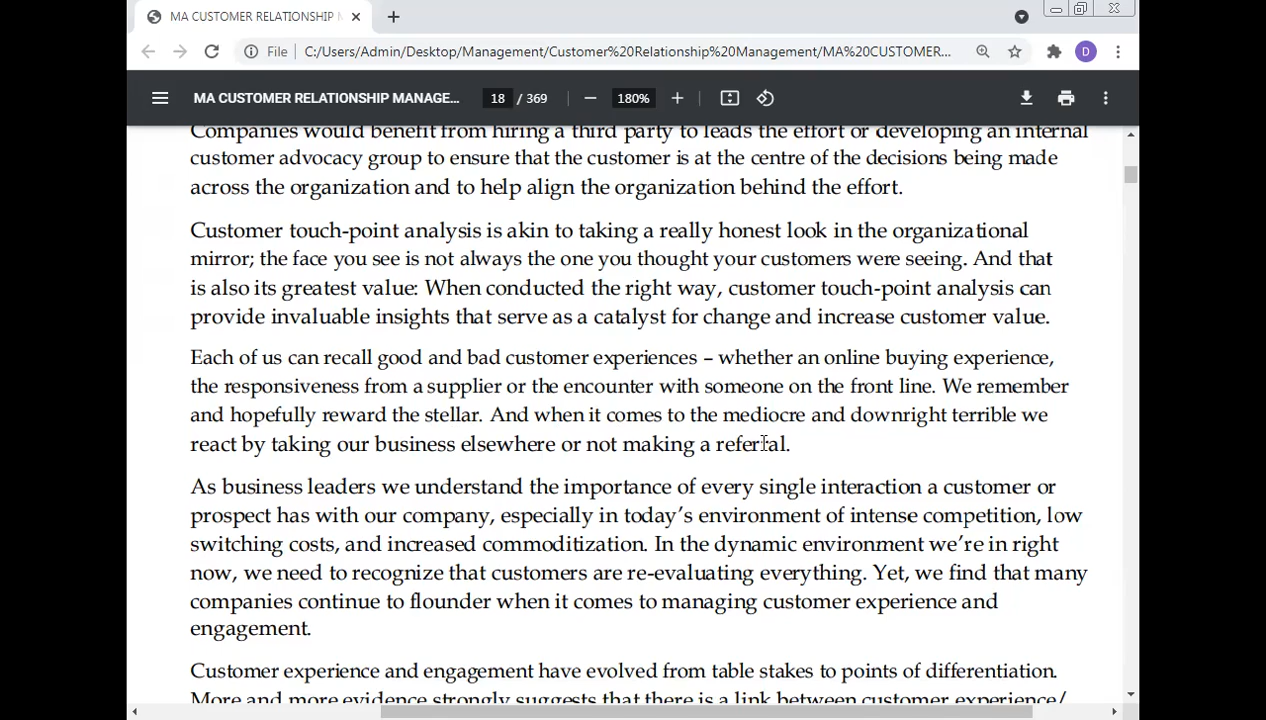 MA CUSTOMER RELATIONSHIP M
File C:/Users/Admin/Desktop/Management/Customer%20Relationship%20Management/MA%20CUSTOMER...
D
MA CUSTOMER RELATIONSHIP MANAGE... 18 / 369 180%
Companies would benefit from hiring a third party to leads the effort or developing an internal
customer advocacy group to ensure that the customer is at the centre of the decisions being made
across the organization and to help align the organization behind the effort.
Customer touch-point analysis is akin to taking a really honest look in the organizational
mirror; the face you see is not always the one you thought your customers were seeing. And that
is also its greatest value: When conducted the right way, customer touch-point analysis can
provide invaluable insights that serve as a catalyst for change and increase customer value.
Each of us can recall good and bad customer experiences – whether an online buying experience,
the responsiveness from a supplier or the encounter with someone on the front line. We remember
and hopefully reward the stellar. And when it comes to the mediocre and downright terrible we
react by taking our business elsewhere or not making a referral.
As business leaders we understand the importance of every single interaction a customer or
prospect has with our company, especially in today's environment of intense competition, low
switching costs, and increased commoditization. In the dynamic environment we're in right
now, we need to recognize that customers are re-evaluating everything. Yet, we find that many
companies continue to flounder when it comes to managing customer experience and
engagement.
Customer experience and engagement have evolved from table stakes to points of differentiation.
More and more evidence strongly suggests that there is a link between customer experience/